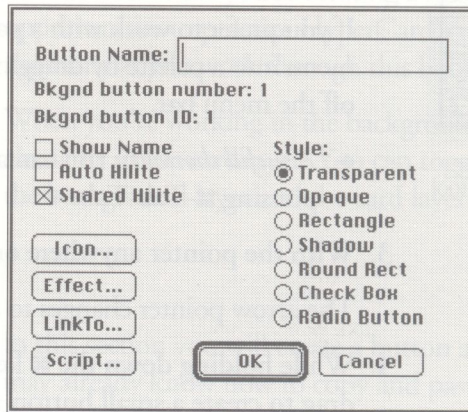 Button Name:
Bkgnd button number: 1
Bkgnd button ID: 1
Show Name
Auto Hilite
Shared Hilite
Style:
Transparent
Opaque
Rectangle
Shadow
Round Rect
Check Box
Radio Button
Icon...
Effect...
LinkTo...
Script...
OK
Cancel